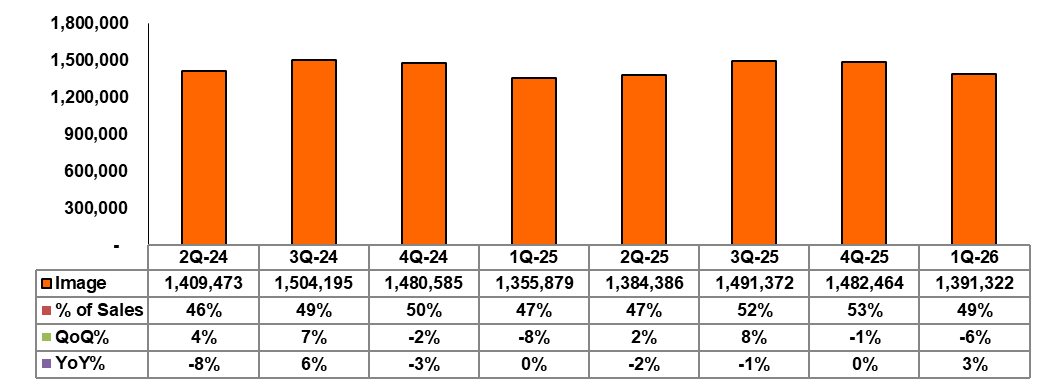 1,800,000
1,500,000
1,200,000
900,000
600,000
300,000
-
2Q-24 3Q-24 4Q-24 1Q-25 2Q-25 3Q-25 4Q-25 1Q-26
Image 1,409,473 1,504,195 1,480,585 1,355,879 1,384,386 1,491,372 1,482,464 1,391,322
% of Sales 46% 49% 50% 47% 47% 52% 53% 49%
QoQ% 4% 7% -2% -8% 2% 8% -1% -6%
YoY% -8% 6% -3% 0% -2% -1% 0% 3%